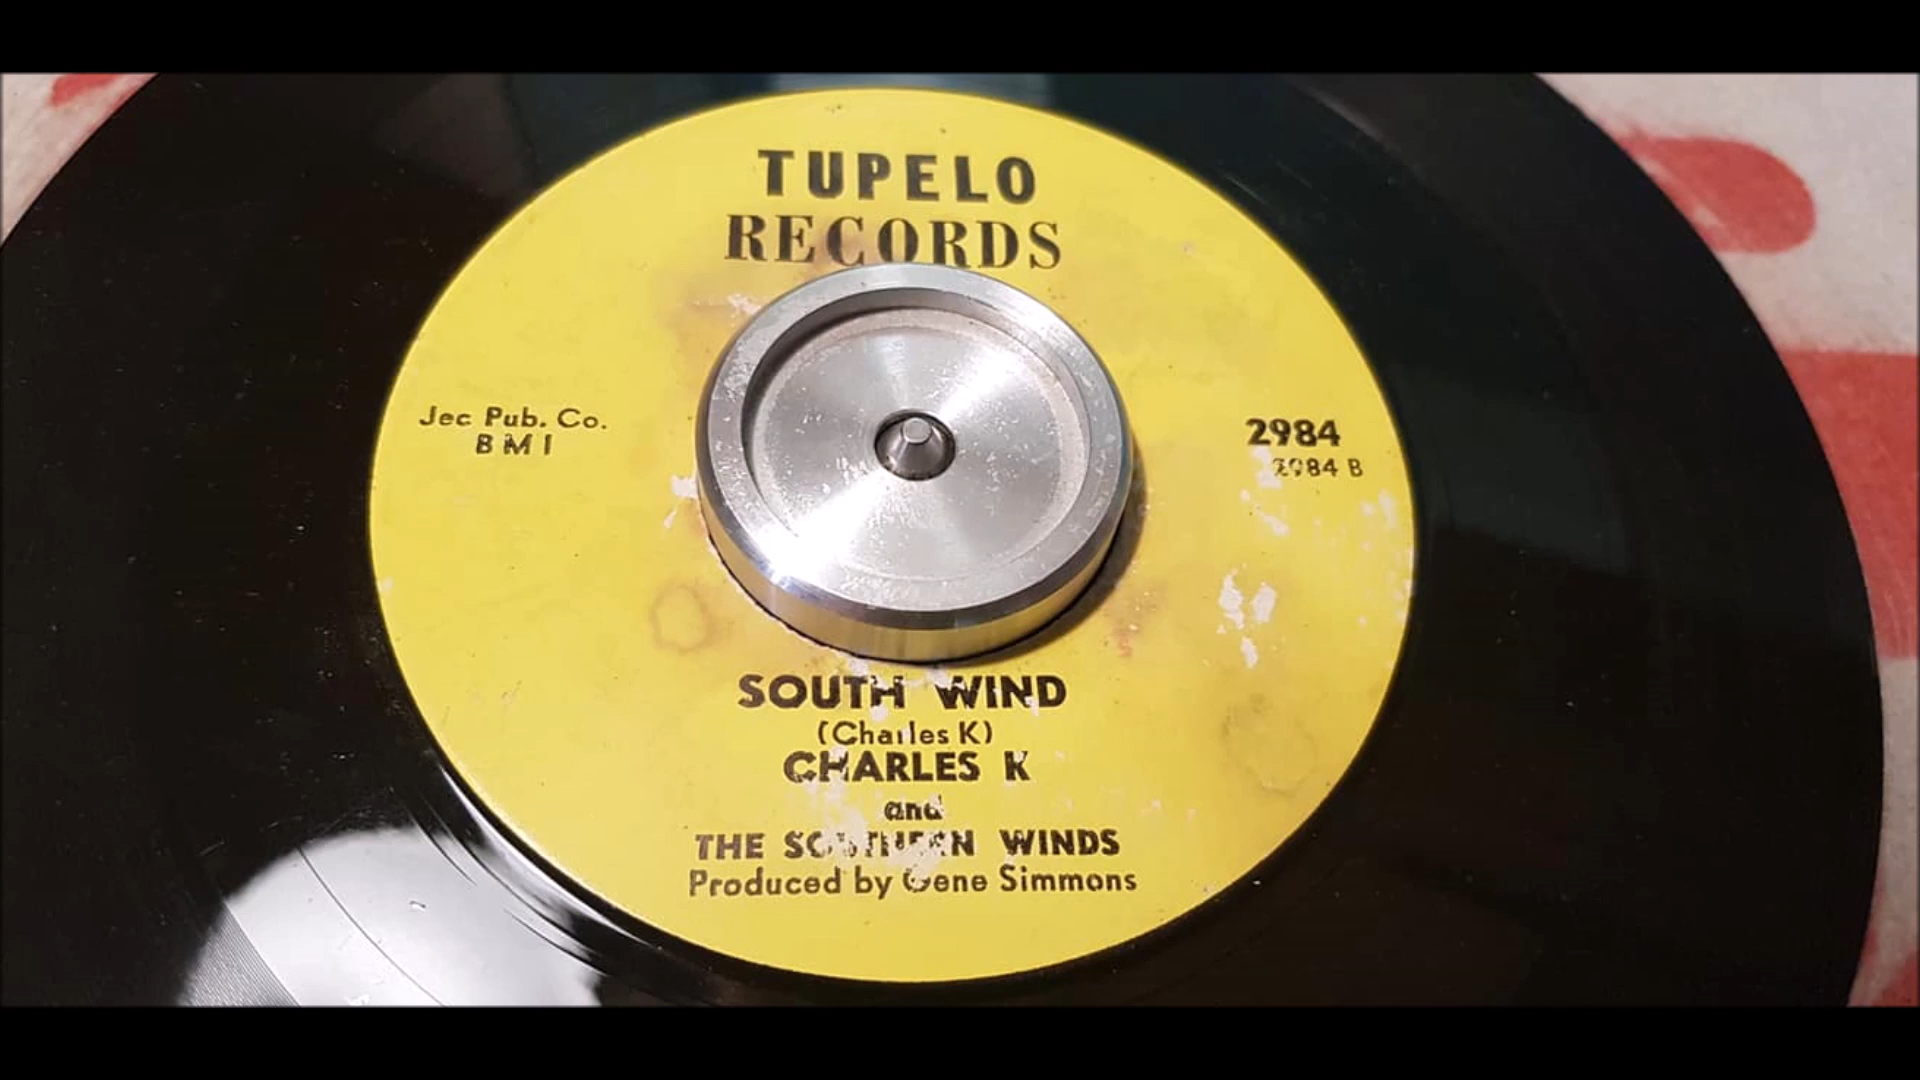 TUPELO
RECORDS
Jec Pub. Co.
BMI
2984
2984 B
SOUTH WIND
(Charles K)
CHARLES K
and
THE SOUTHERN WINDS
Produced by Gene Simmons